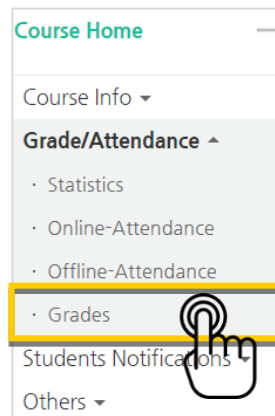 Course Home
Course Info
Grade/Attendance
· Statistics
· Online-Attendance
· Offline-Attendance
· Grades
Students Notifications
Others